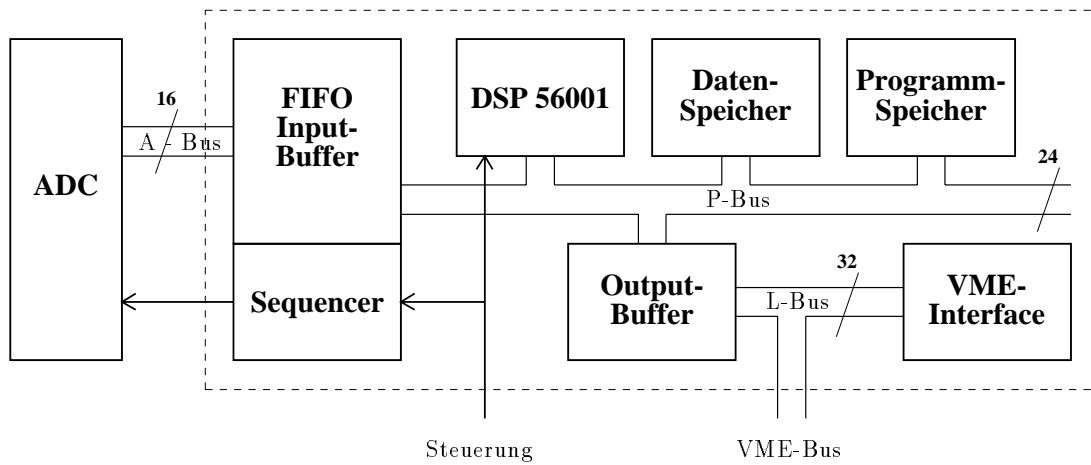 ADC
16
A - Bus
FIFO
Input-
Buffer
Sequencer
DSP 56001
Daten-
Speicher
Programm-
Speicher
24
P-Bus
Output-
Buffer
32
L-Bus
VME-
Interface
Steuerung
VME-Bus